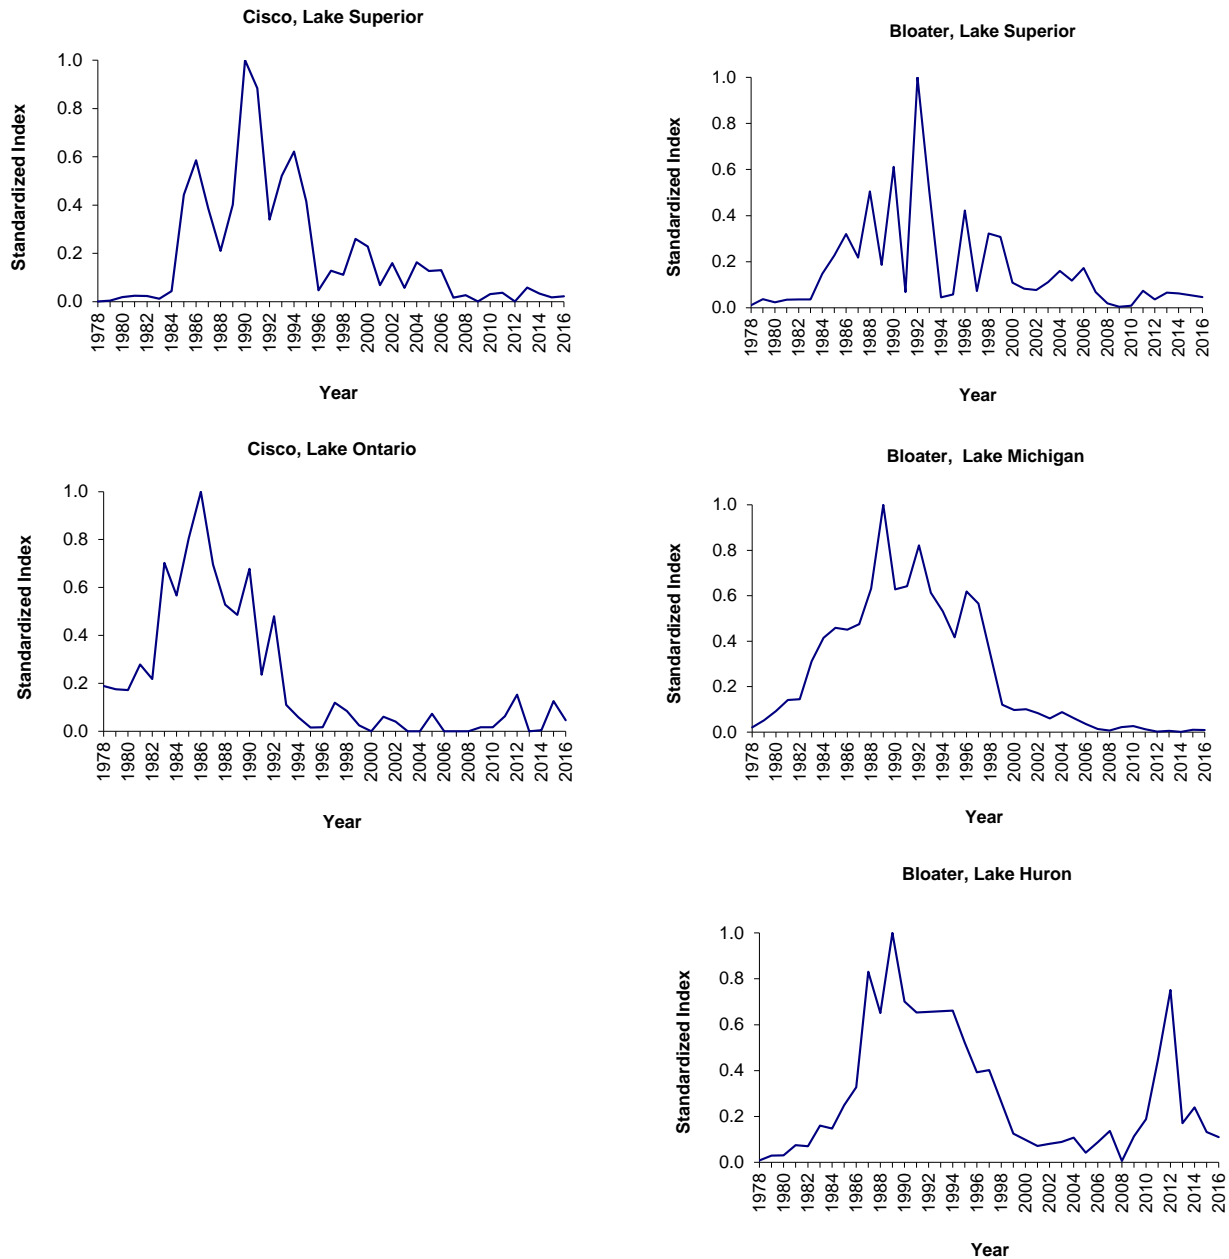 Cisco, Lake Superior
Standardized Index
1.0
0.8
0.6
0.4
0.2
0.0
1978 1980 1982 1984 1986 1988 1990 1992 1994 1996 1998 2000 2002 2004 2006 2008 2010 2012 2014 2016
Year
Bloater, Lake Superior
Standardized Index
1.0
0.8
0.6
0.4
0.2
0.0
1978 1980 1982 1984 1986 1988 1990 1992 1994 1996 1998 2000 2002 2004 2006 2008 2010 2012 2014 2016
Year
Cisco, Lake Ontario
Standardized Index
1.0
0.8
0.6
0.4
0.2
0.0
1978 1980 1982 1984 1986 1988 1990 1992 1994 1996 1998 2000 2002 2004 2006 2008 2010 2012 2014 2016
Year
Bloater, Lake Michigan
Standardized Index
1.0
0.8
0.6
0.4
0.2
0.0
1978 1980 1982 1984 1986 1988 1990 1992 1994 1996 1998 2000 2002 2004 2006 2008 2010 2012 2014 2016
Year
Bloater, Lake Huron
Standardized Index
1.0
0.8
0.6
0.4
0.2
0.0
1978 1980 1982 1984 1986 1988 1990 1992 1994 1996 1998 2000 2002 2004 2006 2008 2010 2012 2014 2016
Year